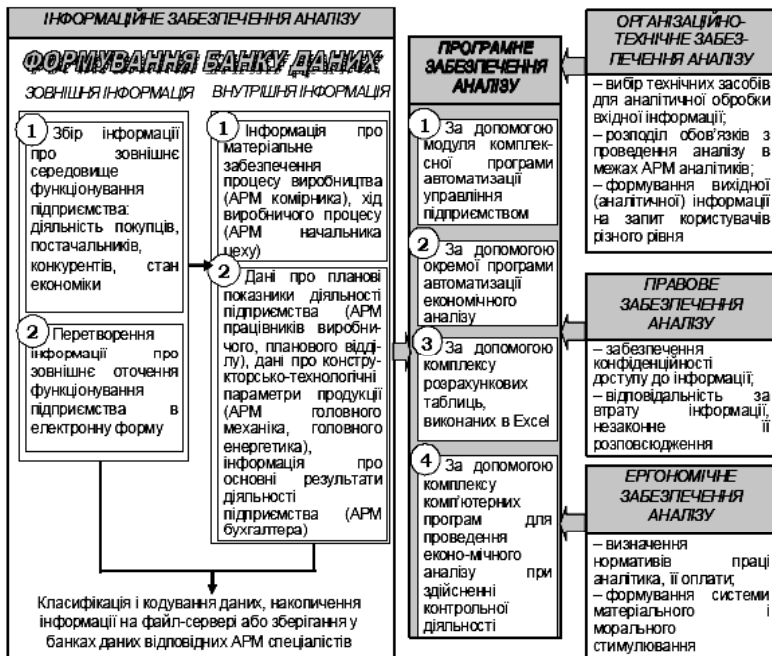 ІНФОРМАЦІЙНЕ ЗАБЕЗПЕЧЕННЯ АНАЛІЗУ
ФОРМУВАННЯ БАНКУ ДАНИХ
ЗОВНІШНЯ ІНФОРМАЦІЯ
1 Збір інформації
про зовнішнє
середовище
функціонування
підприємства:
діяльність покупців,
постачальників,
конкурентів, стан
економіки
2 Перетворення
інформації про
зовнішнє оточення
функціонування
підприємства в
електронну форму
ВНУТРІШНЯ ІНФОРМАЦІЯ
1 Інформація про
матеріальне
забезпечення
процесу виробництва
(АРМ комірника), хід
виробничого процесу
(АРМ начальника
цеху)
2 Дані про планові
показники діяльності
підприємства (АРМ
працівників виробни-
чого, планового відді-
лу), дані про констру-
кторсько-технологічні
параметри продукції
(АРМ головного
механіка, головного
енергетика),
інформація про
основні результати
діяльності
підприємства (АРМ
бухгалтера)
Класифікація і кодування даних, накопичення
інформації на файл-сервері або зберігання у
банках даних відповідних АРМ спеціалістів
ПРОГРАМНЕ
ЗАБЕЗПЕЧЕННЯ
АНАЛІЗУ
1 За допомогою
модуля комплек-
сної програми
автоматизації
управління
підприємством
2 За допомогою
окремої програми
автоматизації
економічного
аналізу
3 За допомогою
комплексу
розрахункових
таблиць,
виконаних в Excel
4 За допомогою
комплексу
комп'ютерних
програм для
проведення
еконо-мічного
аналізу при
здійсненні
контрольної
діяльності
ОРГАНІЗАЦІЙНО-
ТЕХНІЧНЕ ЗАБЕЗ-
ПЕЧЕННЯ АНАЛІЗУ
– вибір технічних засобів
для аналітичної обробки
вхідної інформації;
– розподіл обов'язків з
проведення аналізу в
межах АРМ аналітиків;
– формування вихідної
(аналітичної) інформації
на запит користувачів
різного рівня
ПРАВОВЕ
ЗАБЕЗПЕЧЕННЯ
АНАЛІЗУ
– забезпечення
конфіденційності
доступу до інформації;
– відповідальність за
втрату інформації,
незаконне її
розповсюдження
ЕРГОНОМІЧНЕ
ЗАБЕЗПЕЧЕННЯ
АНАЛІЗУ
– визначення
нормативів праці
аналітика, її оплати;
– формування системи
матеріального і
морального
стимулювання